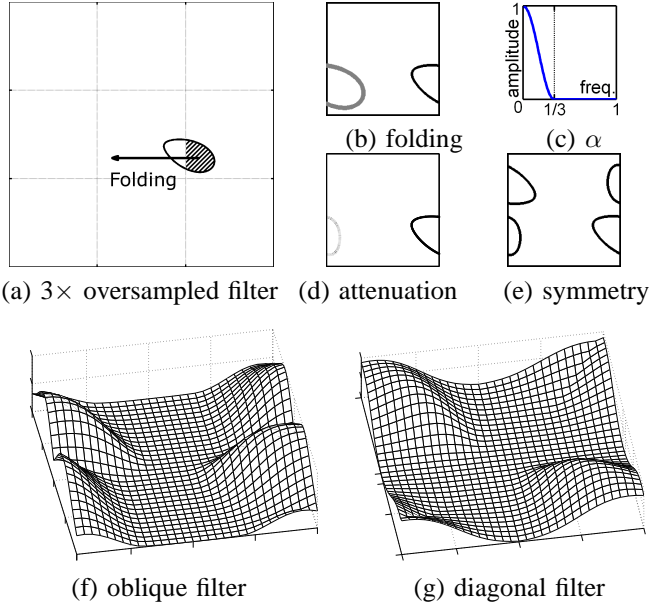 Folding
(a) 3× oversampled filter
(b) folding
amplitude
1
freq.
0 1/3 1
(c) α
(d) attenuation
(e) symmetry
(f) oblique filter
(g) diagonal filter